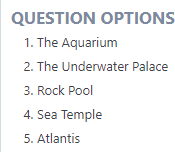 QUESTION OPTIONS
1. The Aquarium
2. The Underwater Palace
3. Rock Pool
4. Sea Temple
5. Atlantis